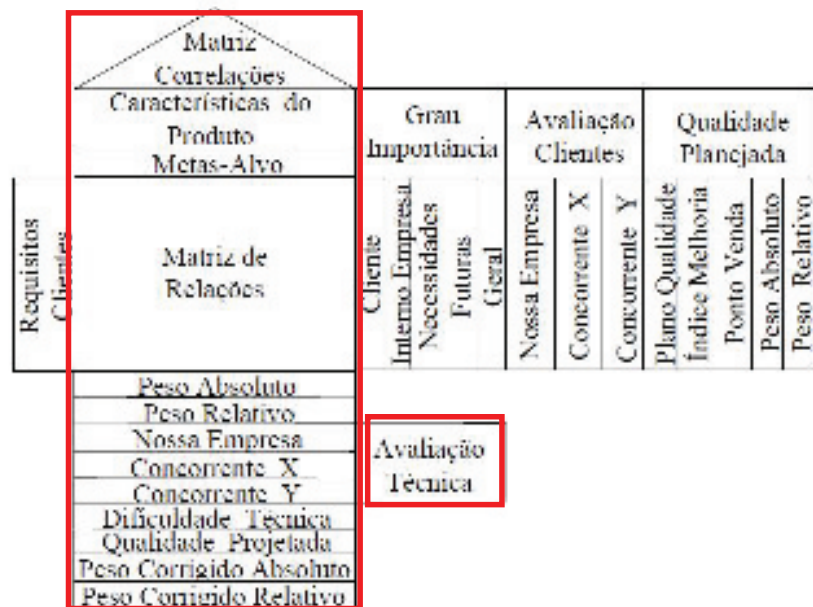 Matriz
Correlações
Características do
Produto
Metas-Alvo
Grau
Importância
Avaliação
Clientes
Qualidade
Planejada
Requisitos
Clientes
Matriz de
Relações
Cliente
Interno Empresa
Necessidades
Futuras
Geral
Nossa Empresa
Concorrente X
Concorrente Y
Plano Qualidade
Índice Melhoria
Ponto Venda
Peso Absoluto
Peso Relativo
Peso Absoluto
Peso Relativo
Nossa Empresa
Concorrente X
Concorrente Y
Dificuldade Técnica
Qualidade Projetada
Peso Corrigido Absoluto
Peso Corrigido Relativo
Avaliação
Técnica